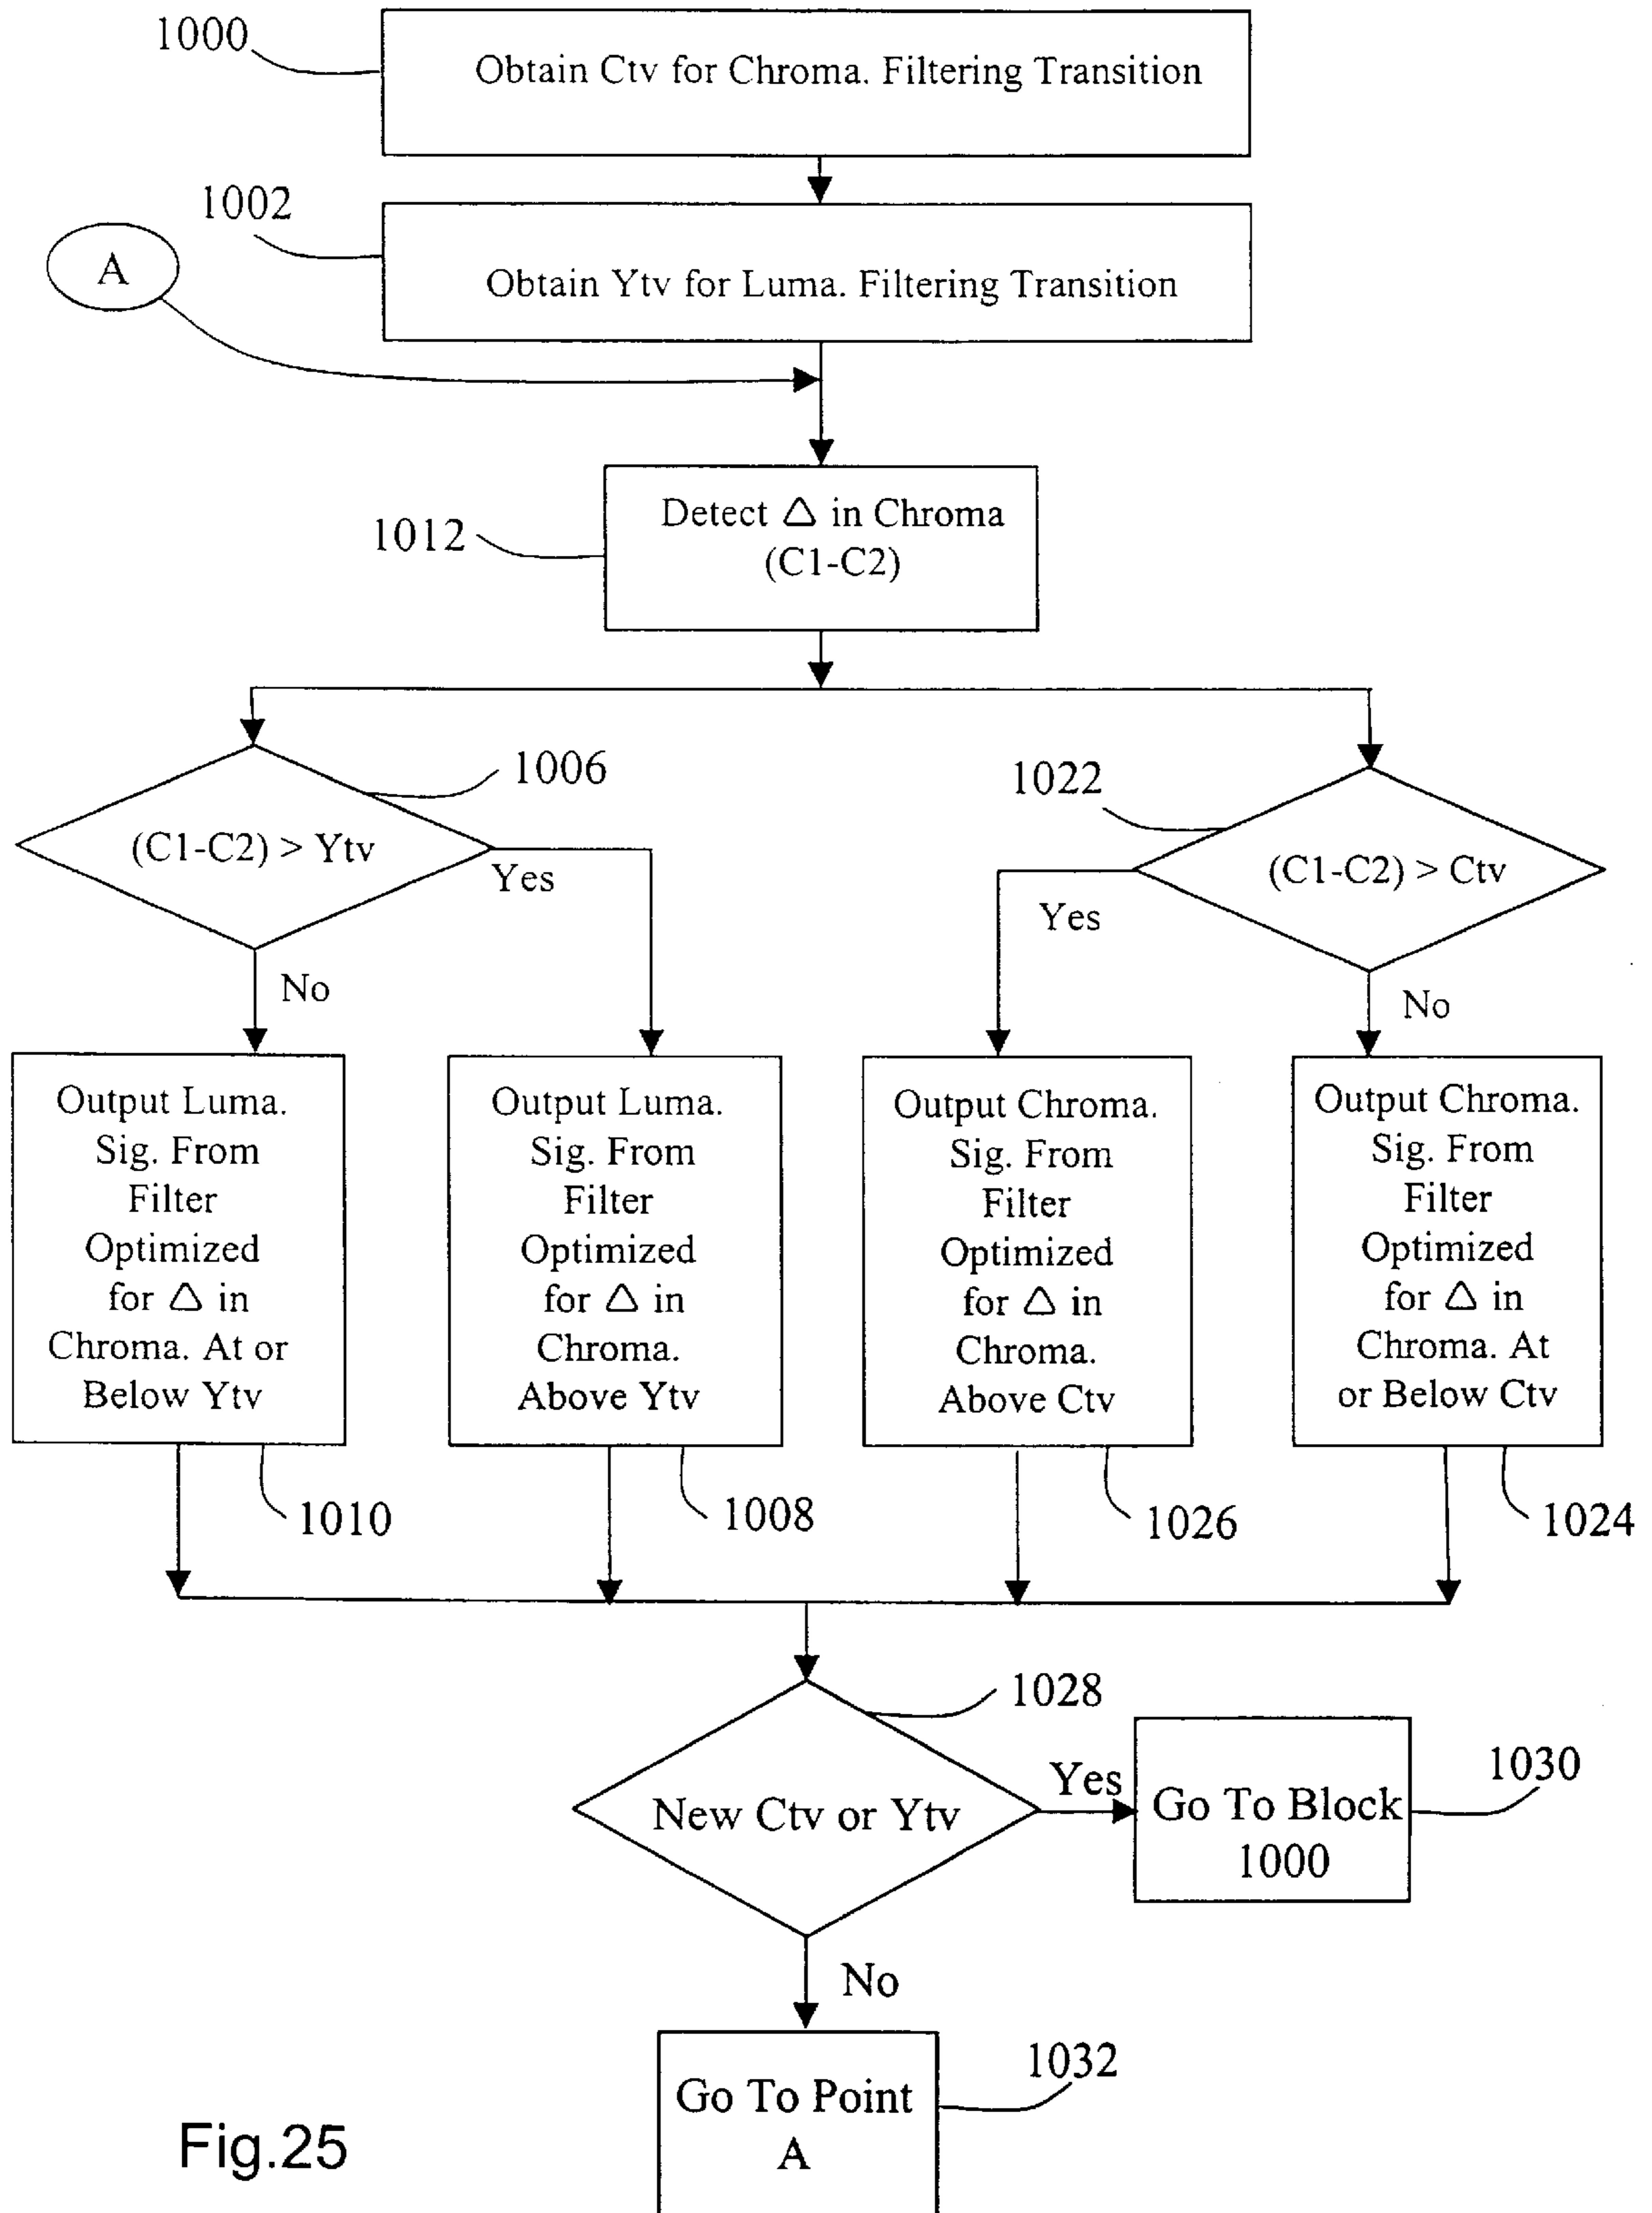 1000
Obtain Ctv for Chroma. Filtering Transition
1002
A
Obtain Ytv for Luma. Filtering Transition
1012
Detect △ in Chroma
(C1-C2)
1006
(C1-C2) > Ytv
Yes
No
1022
(C1-C2) > Ctv
Yes
No
Output Luma.
Sig. From
Filter
Optimized
for △ in
Chroma. At or
Below Ytv
1010
Output Luma.
Sig. From
Filter
Optimized
for △ in
Chroma.
Above Ytv
1008
Output Chroma.
Sig. From
Filter
Optimized
for △ in
Chroma.
Above Ctv
1026
Output Chroma.
Sig. From
Filter
Optimized
for △ in
Chroma. At
or Below Ctv
1024
1028
New Ctv or Ytv
Yes
Go To Block
1000
1030
No
Go To Point
A
1032
Fig.25